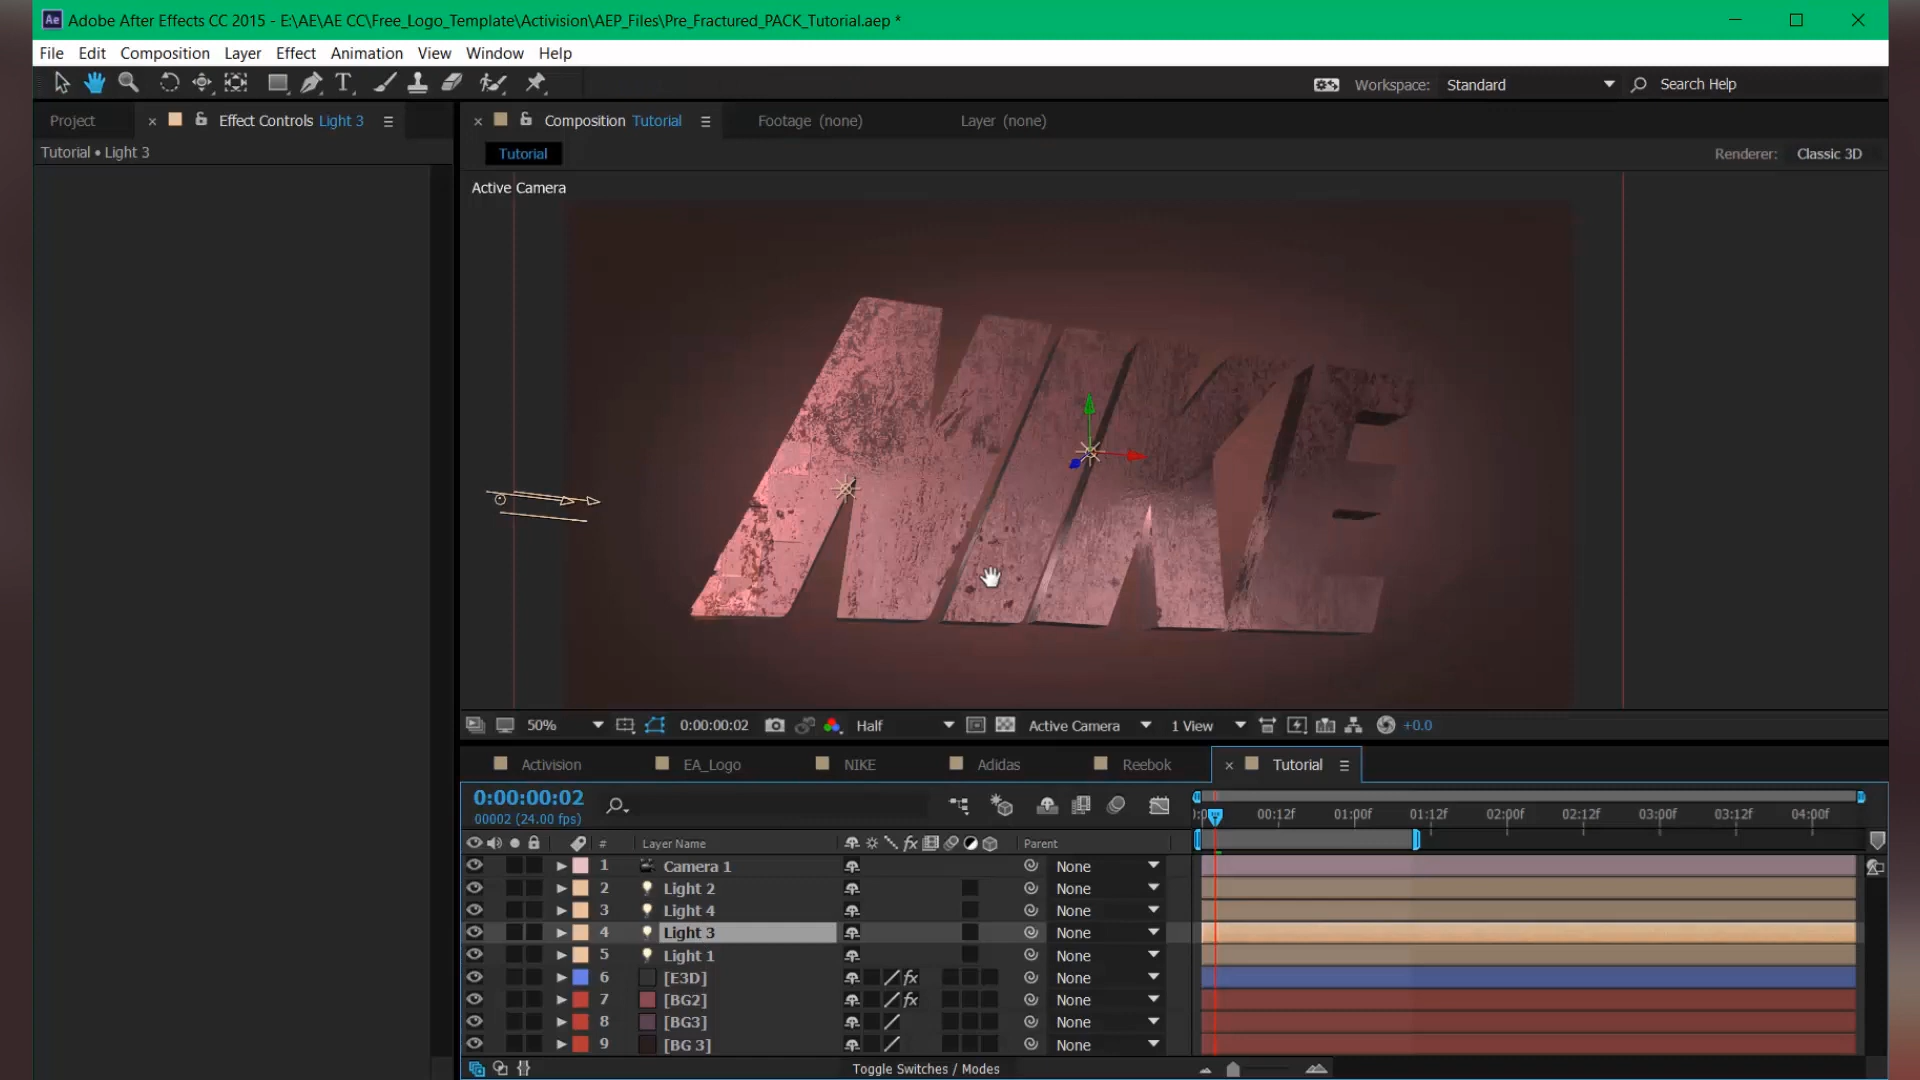 Ae Adobe After Effects CC 2015 - E:\AE\AE CC\Free_Logo_Template\Activision\AEP_Files\Pre_Fractured_PACK_Tutorial.aep *
File Edit Composition Layer Effect Animation View Window Help
T Workspace: Standard Search Help
Project Effect Controls Light 3 Composition Tutorial Footage (none) Layer (none)
Tutorial • Light 3 Tutorial Renderer: Classic 3D
Active Camera
NIKE
50% 0:00:00:02 Half Active Camera 1 View +0.0
Activision EA_Logo NIKE Adidas Reebok Tutorial
0:00:00:02
00002 (24.00 fps) 00:12f 01:00f 01:12f 02:00f 02:12f 03:00f 03:12f 04:00f
# Layer Name fx Parent
1 Camera 1 None
2 Light 2 None
3 Light 4 None
4 Light 3 None
5 Light 1 None
6 [E3D] fx None
7 [BG2] fx None
8 [BG3] None
9 [BG 3] None
Toggle Switches / Modes